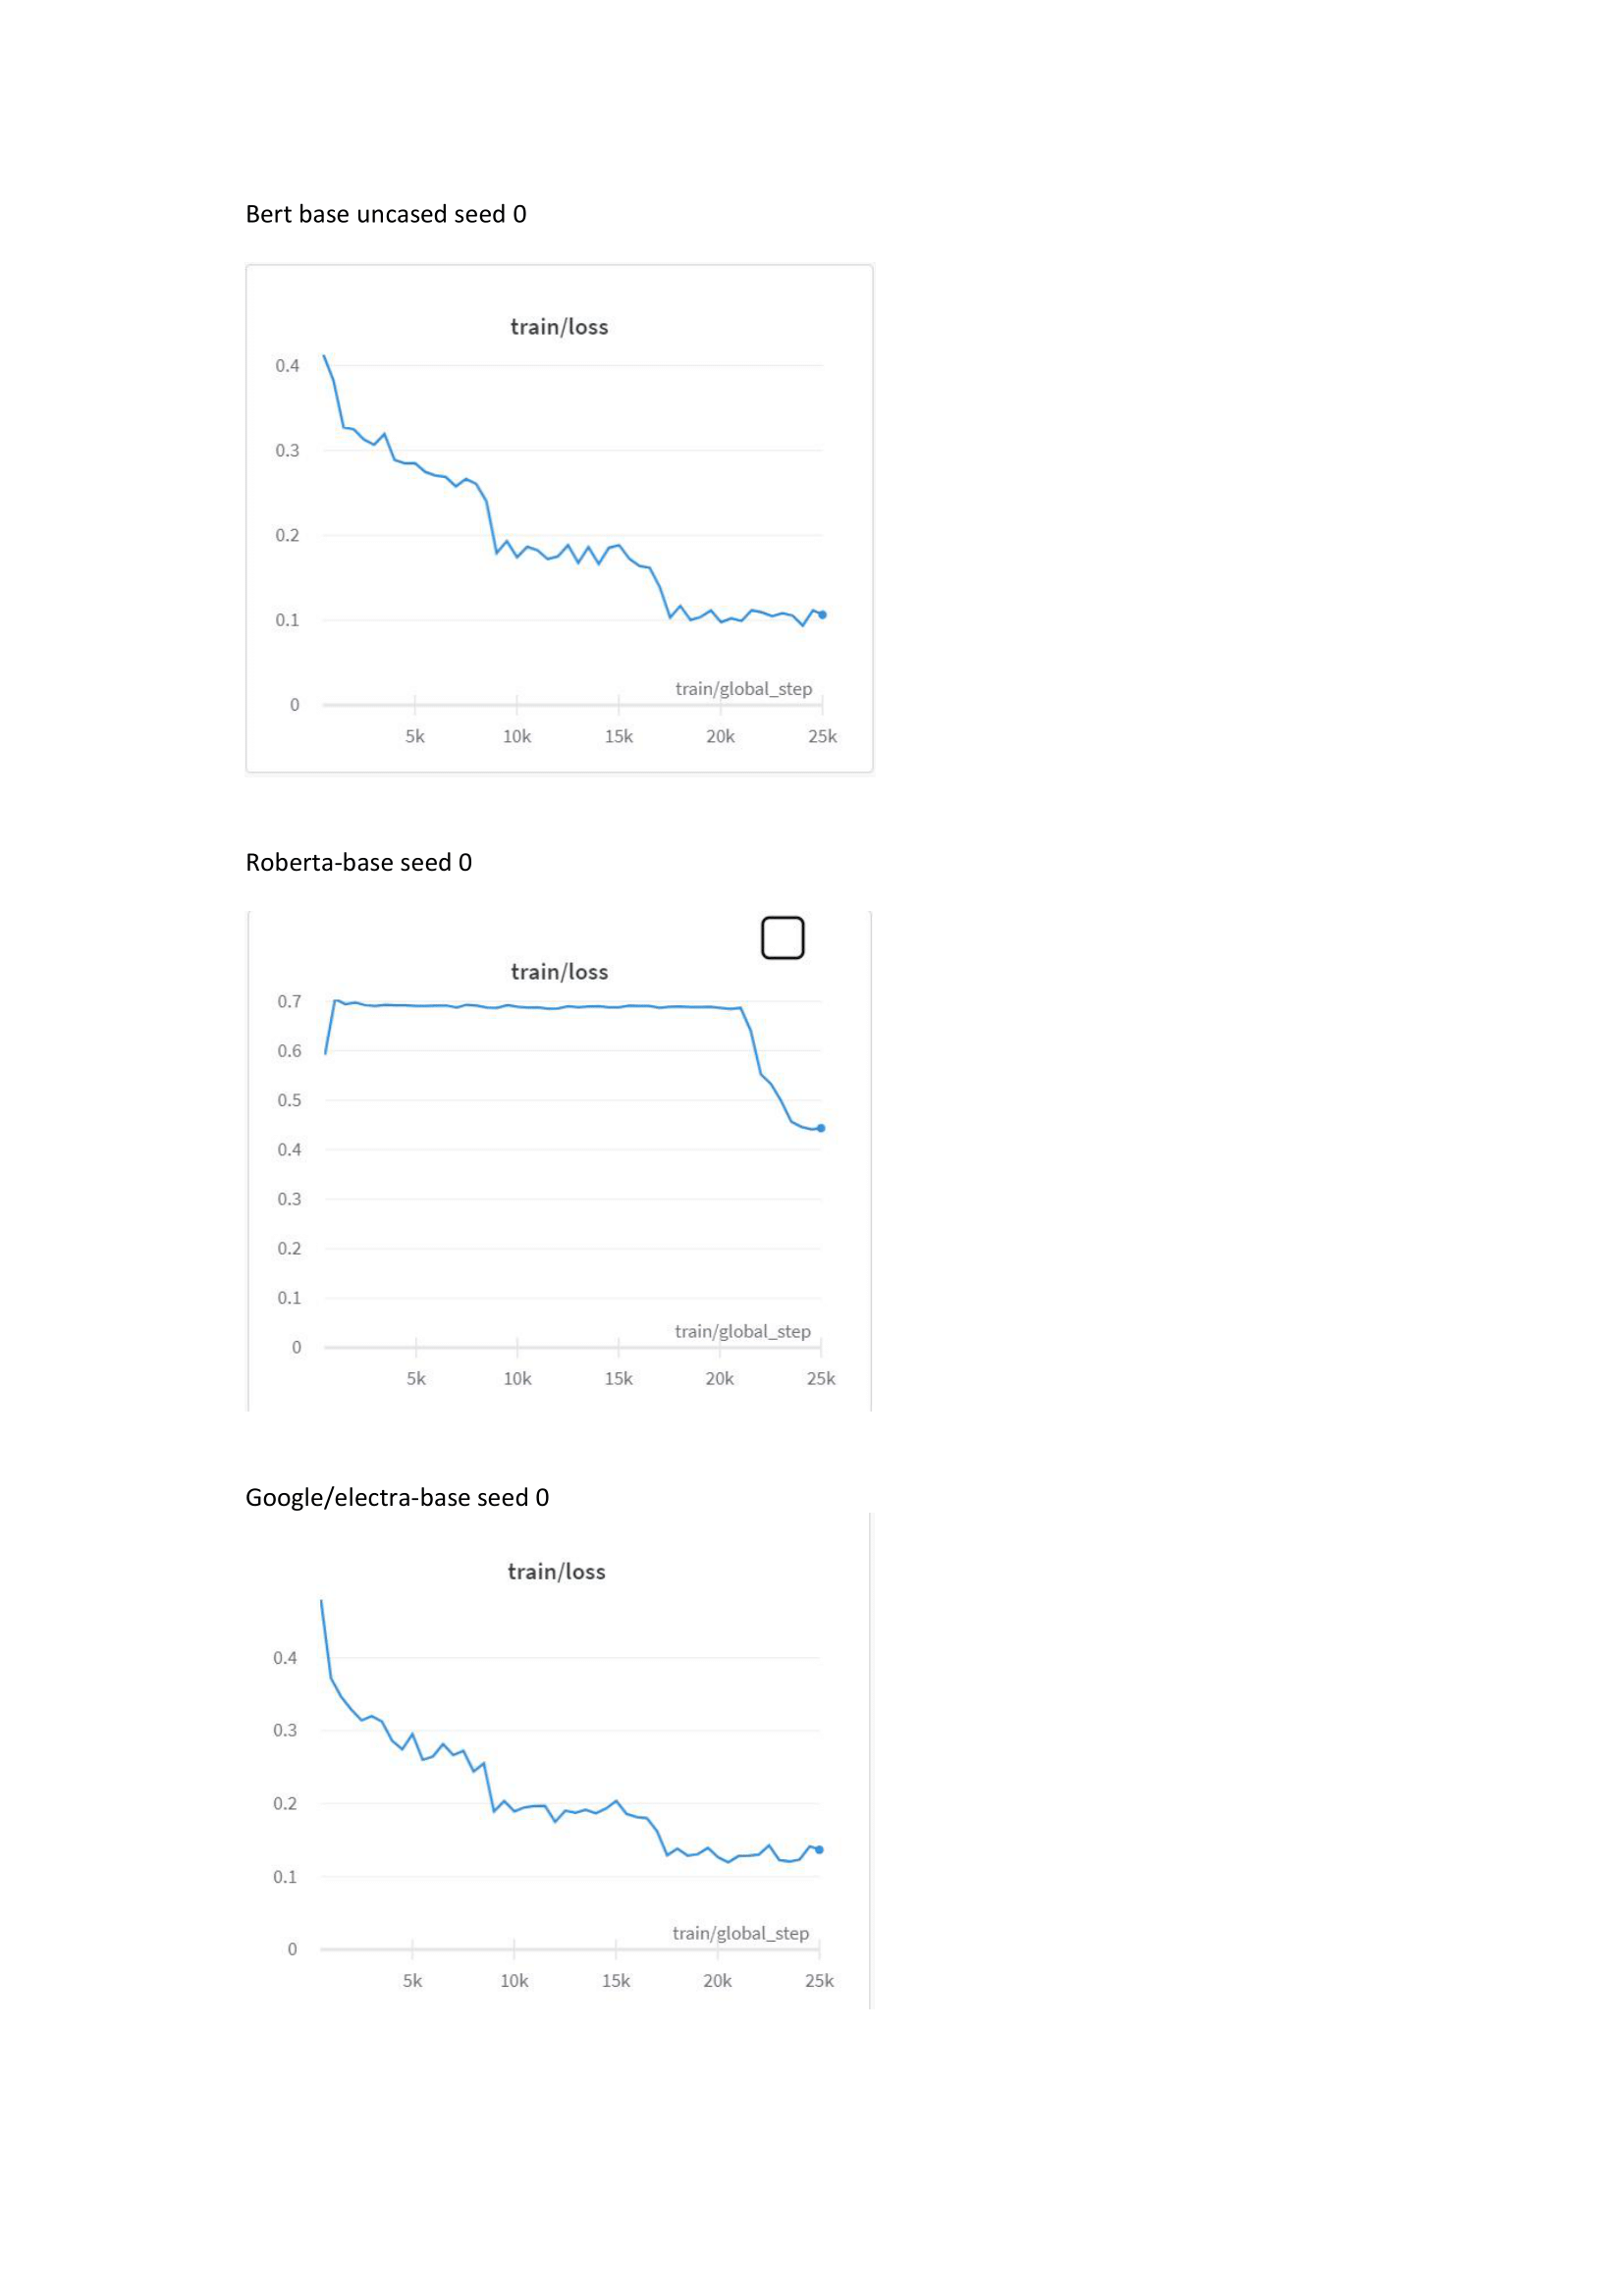 Bert base uncased seed 0
train/loss
0.4
0.3
0.2
0.1
train/global_step
0
5k 10k 15k 20k 25k
Roberta-base seed 0
train/loss
0.7
0.6
0.5
0.4
0.3
0.2
0.1
train/global_step
0
5k 10k 15k 20k 25k
Google/electra-base seed 0
train/loss
0.4
0.3
0.2
0.1
train/global_step
0
5k 10k 15k 20k 25k